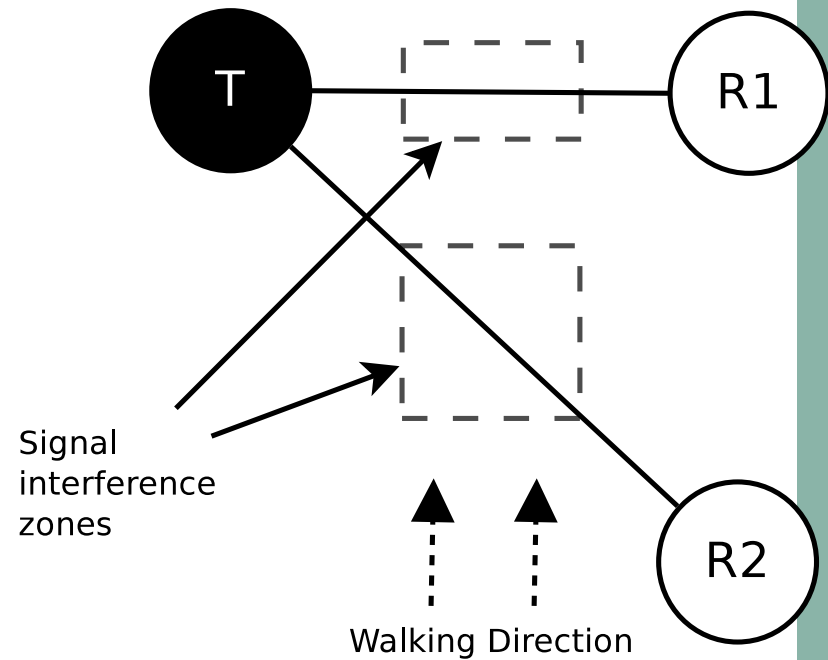 T
R1
Signal
interference
zones
R2
Walking Direction